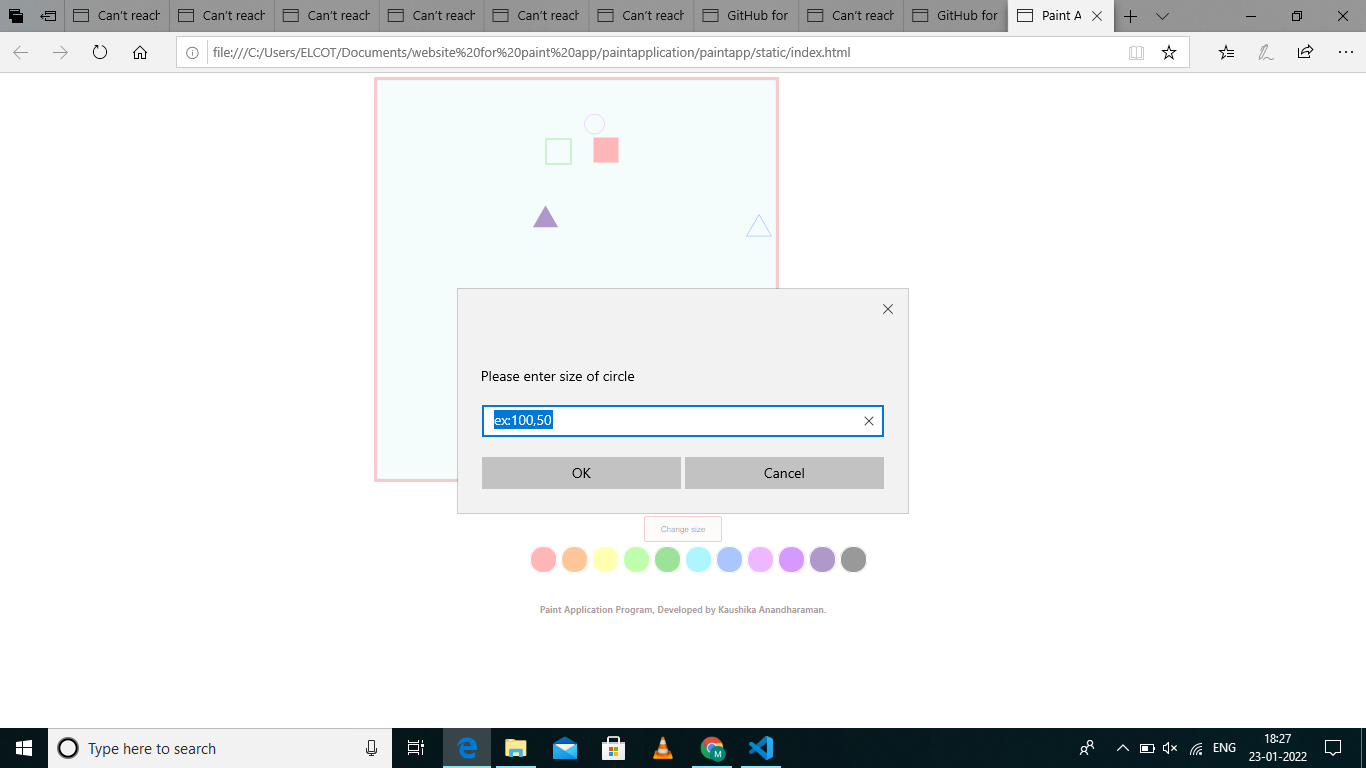 Can't reach Can't reach Can't reach Can't reach Can't reach Can't reach GitHub for Can't reach GitHub for Paint A
file:///C:/Users/ELCOT/Documents/website%20for%20paint%20app/paintapplication/paintapp/static/index.html
Please enter size of circle
ex:100,50
OK Cancel
Change size
Paint Application Program, Developed by Kaushika Anandharaman.
Type here to search
M
ENG
18:27
23-01-2022